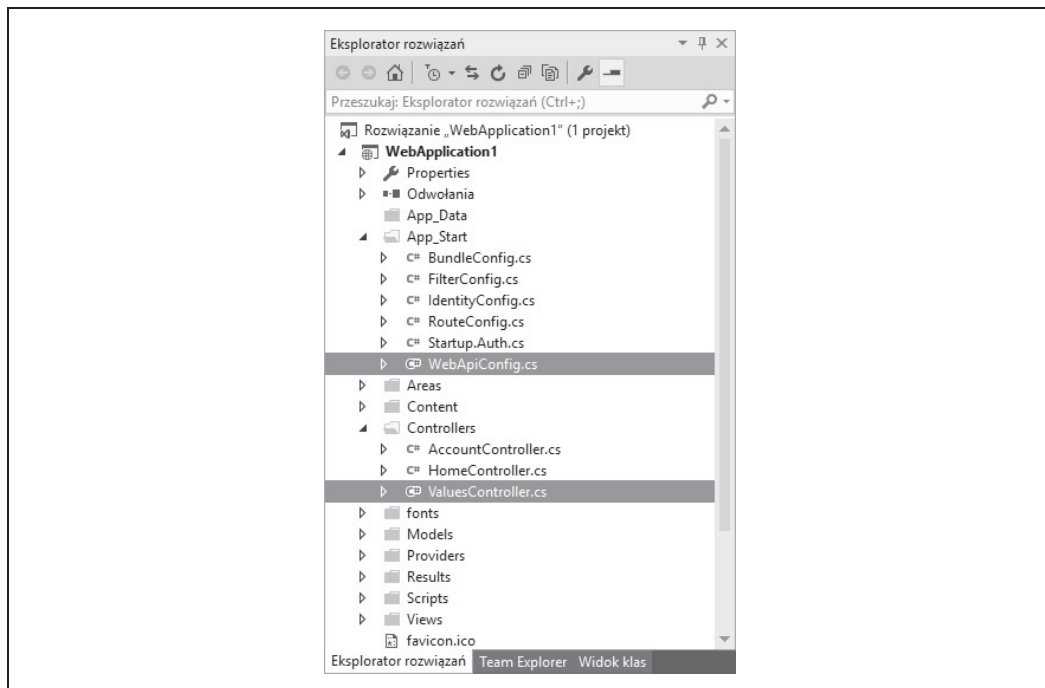 Eksplorator rozwiązań
Przeszukaj: Eksplorator rozwiązań (Ctrl+;)
Rozwiązanie „WebApplication1” (1 projekt)
WebApplication1
Properties
Odwołania
App_Data
App_Start
C# BundleConfig.cs
C# FilterConfig.cs
C# IdentityConfig.cs
C# RouteConfig.cs
C# Startup.Auth.cs
WebApiConfig.cs
Areas
Content
Controllers
C# AccountController.cs
C# HomeController.cs
ValuesController.cs
fonts
Models
Providers
Results
Scripts
Views
favicon.ico
Eksplorator rozwiązań Team Explorer Widok klas